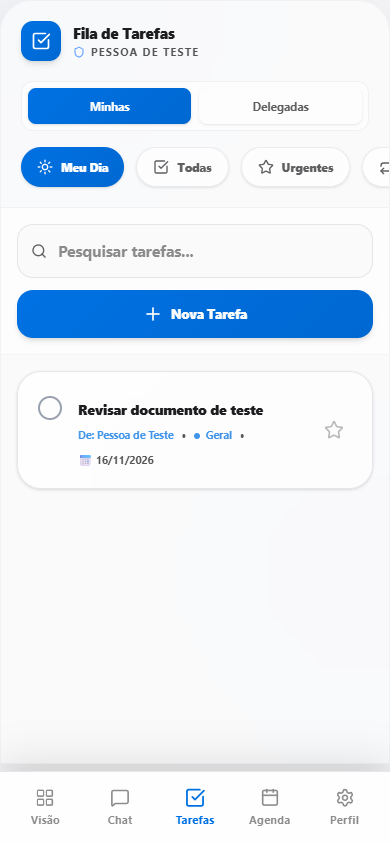 Fila de Tarefas
PESSOA DE TESTE
Minhas
Delegadas
Meu Dia
Todas
Urgentes
Pesquisar tarefas...
Nova Tarefa
Revisar documento de teste
De: Pessoa de Teste • Geral •
16/11/2026
Visão
Chat
Tarefas
Agenda
Perfil